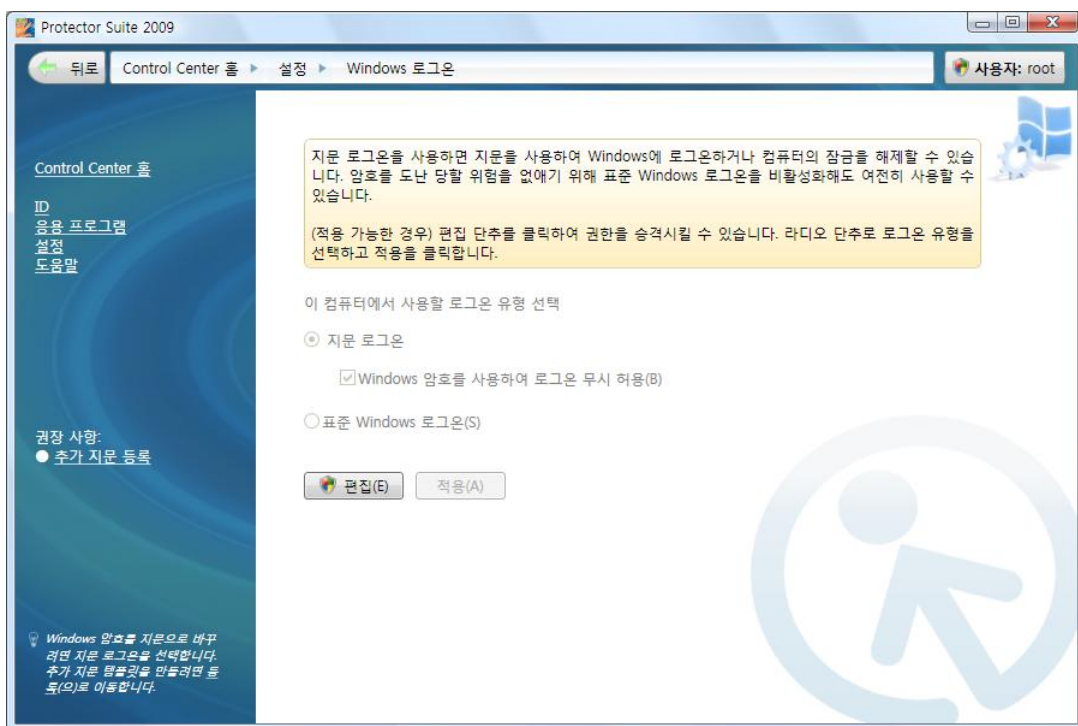 Protector Suite 2009
뒤로 Control Center 홈 ▶ 설정 ▶ Windows 로그온 사용자: root
Control Center 홈
ID
응용 프로그램
설정
도움말
권장 사항:
추가 지문 등록
Windows 암호를 지문으로 바꾸
려면 지문 로그온을 선택합니다.
추가 지문 템플릿을 만들려면 등
록(으)로 이동합니다.
지문 로그온을 사용하면 지문을 사용하여 Windows에 로그온하거나 컴퓨터의 잠금을 해제할 수 있습
니다. 암호를 도난 당할 위험을 없애기 위해 표준 Windows 로그온을 비활성화해도 여전히 사용할 수
있습니다.
(적용 가능한 경우) 편집 단추를 클릭하여 권한을 승격시킬 수 있습니다. 라디오 단추로 로그온 유형을
선택하고 적용을 클릭합니다.
이 컴퓨터에서 사용할 로그온 유형 선택
지문 로그온
Windows 암호를 사용하여 로그온 무시 허용(B)
표준 Windows 로그온(S)
편집(E) 적용(A)